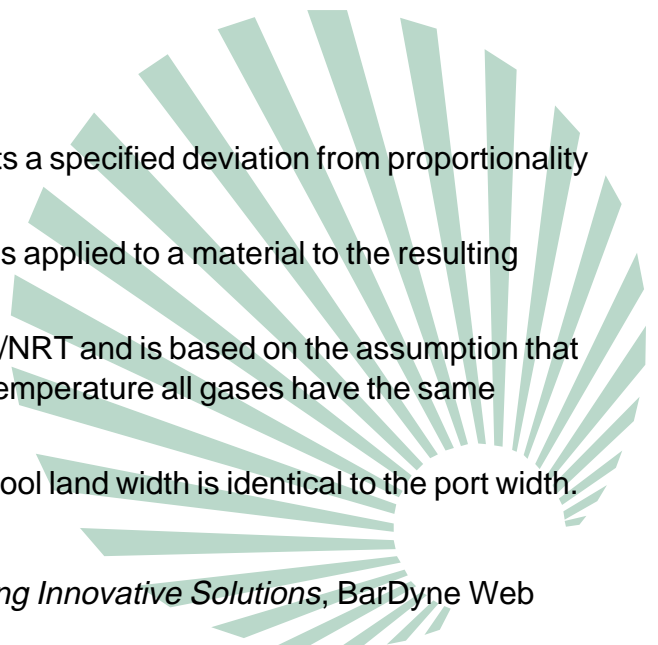 ts a specified deviation from proportionality
s applied to a material to the resulting
/NRT and is based on the assumption that
emperature all gases have the same
ool land width is identical to the port width.
ng Innovative Solutions, BarDyne Web